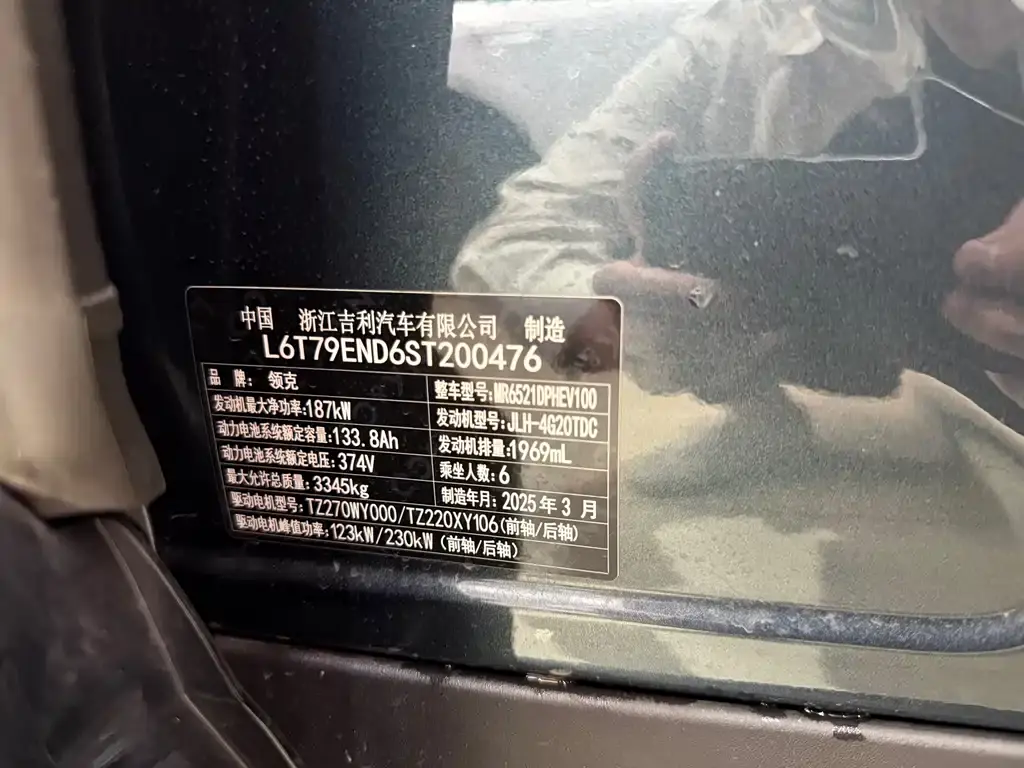 中国 浙江吉利汽车有限公司 制造
L6T79END6ST200476
品 牌: 领克 整车型号:MR6521DPHEV100
发动机最大净功率:187kW 发动机型号:JLH-4G20TDC
动力电池系统额定容量:133.8Ah 发动机排量:1969mL
动力电池系统额定电压:374V 乘坐人数:6
最大允许总质量:3345kg 制造年月:2025年3月
驱动电机型号:TZ270WY000/TZ220XY106(前轴/后轴)
驱动电机峰值功率:123kW/230kW (前轴/后轴)